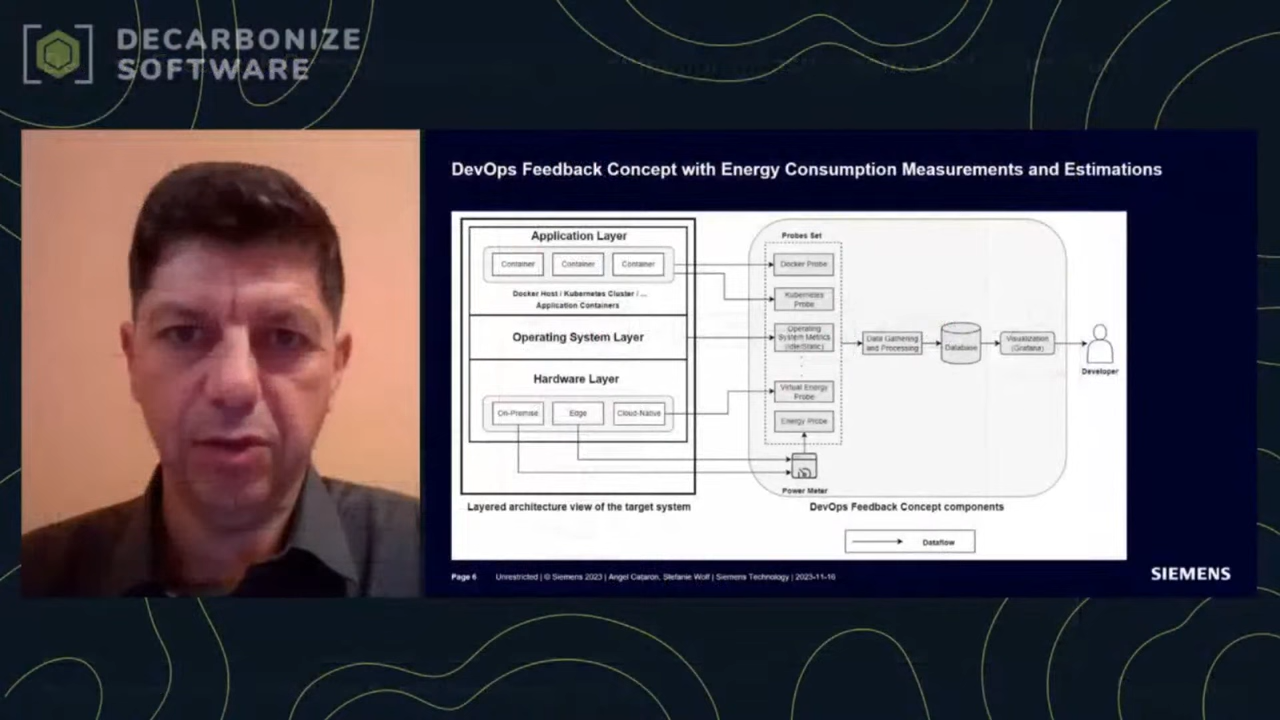 DECARBONIZE
SOFTWARE
DevOps Feedback Concept with Energy Consumption Measurements and Estimations
Application Layer
Container Container Container
Docker Host / Kubernetes Cluster / ...
Application Containers
Operating System Layer
Hardware Layer
On-Premise Edge Cloud-Native
Layered architecture view of the target system
Probes Set
Docker Probe
Kubernetes
Probe
Operating
System Metrics
Virtual Energy
Probe
Energy Probe
Power Meter
Data Gathering
and Processing
Database
Visualization
(Grafana)
Developer
DevOps Feedback Concept components
Dataflow
Page 6 Unrestricted | © Siemens 2023 | Angel Cataron, Stefanie Wolf | Siemens Technology | 2023-11-16
SIEMENS